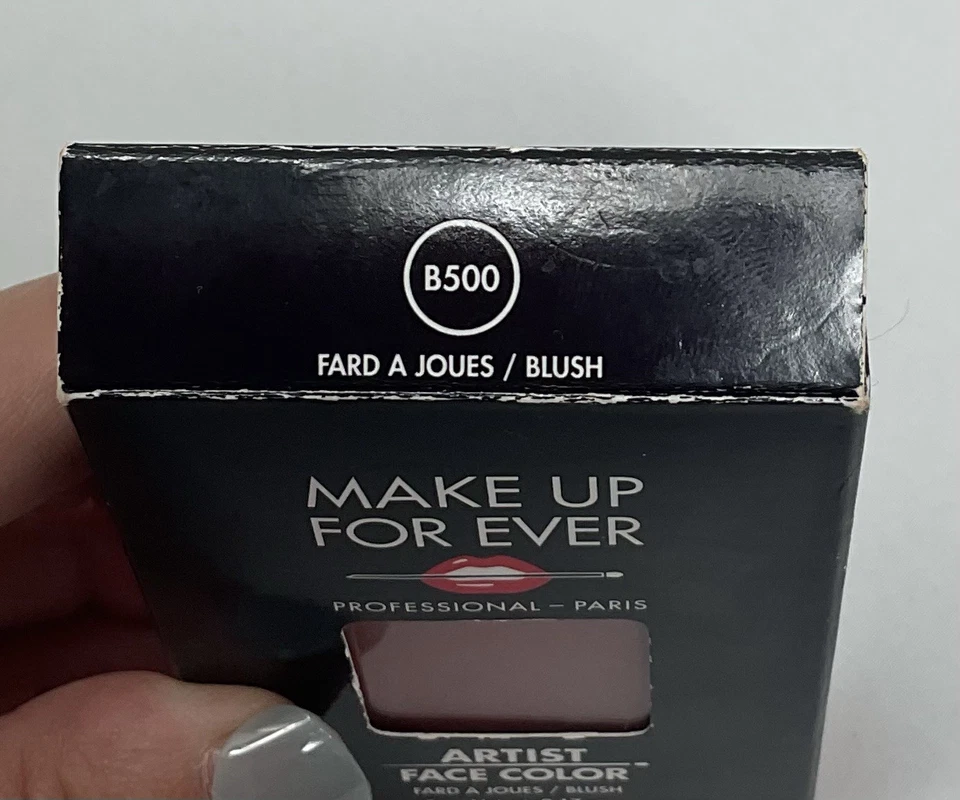 B500
FARD A JOUES / BLUSH
MAKE UP
FOR EVER
PROFESSIONAL – PARIS
ARTIST
FACE COLOR
FARD A JOUES / BLUSH